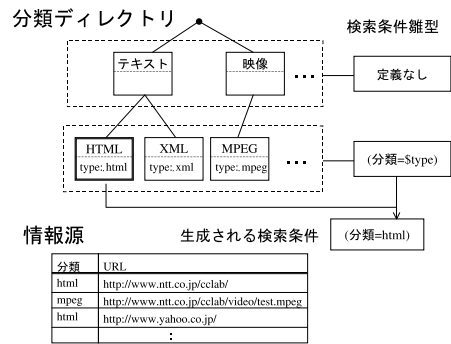 分類ディレクトリ
検索条件雛型
テキスト
映像
…
定義なし
HTML
type:.html
XML
type:.xml
MPEG
type:.mpeg
…
(分類=$type)
情報源
生成される検索条件
(分類=html)
分類 URL
html http://www.ntt.co.jp/cclab/
mpeg http://www.ntt.co.jp/cclab/video/test.mpeg
html http://www.yahoo.co.jp/
: